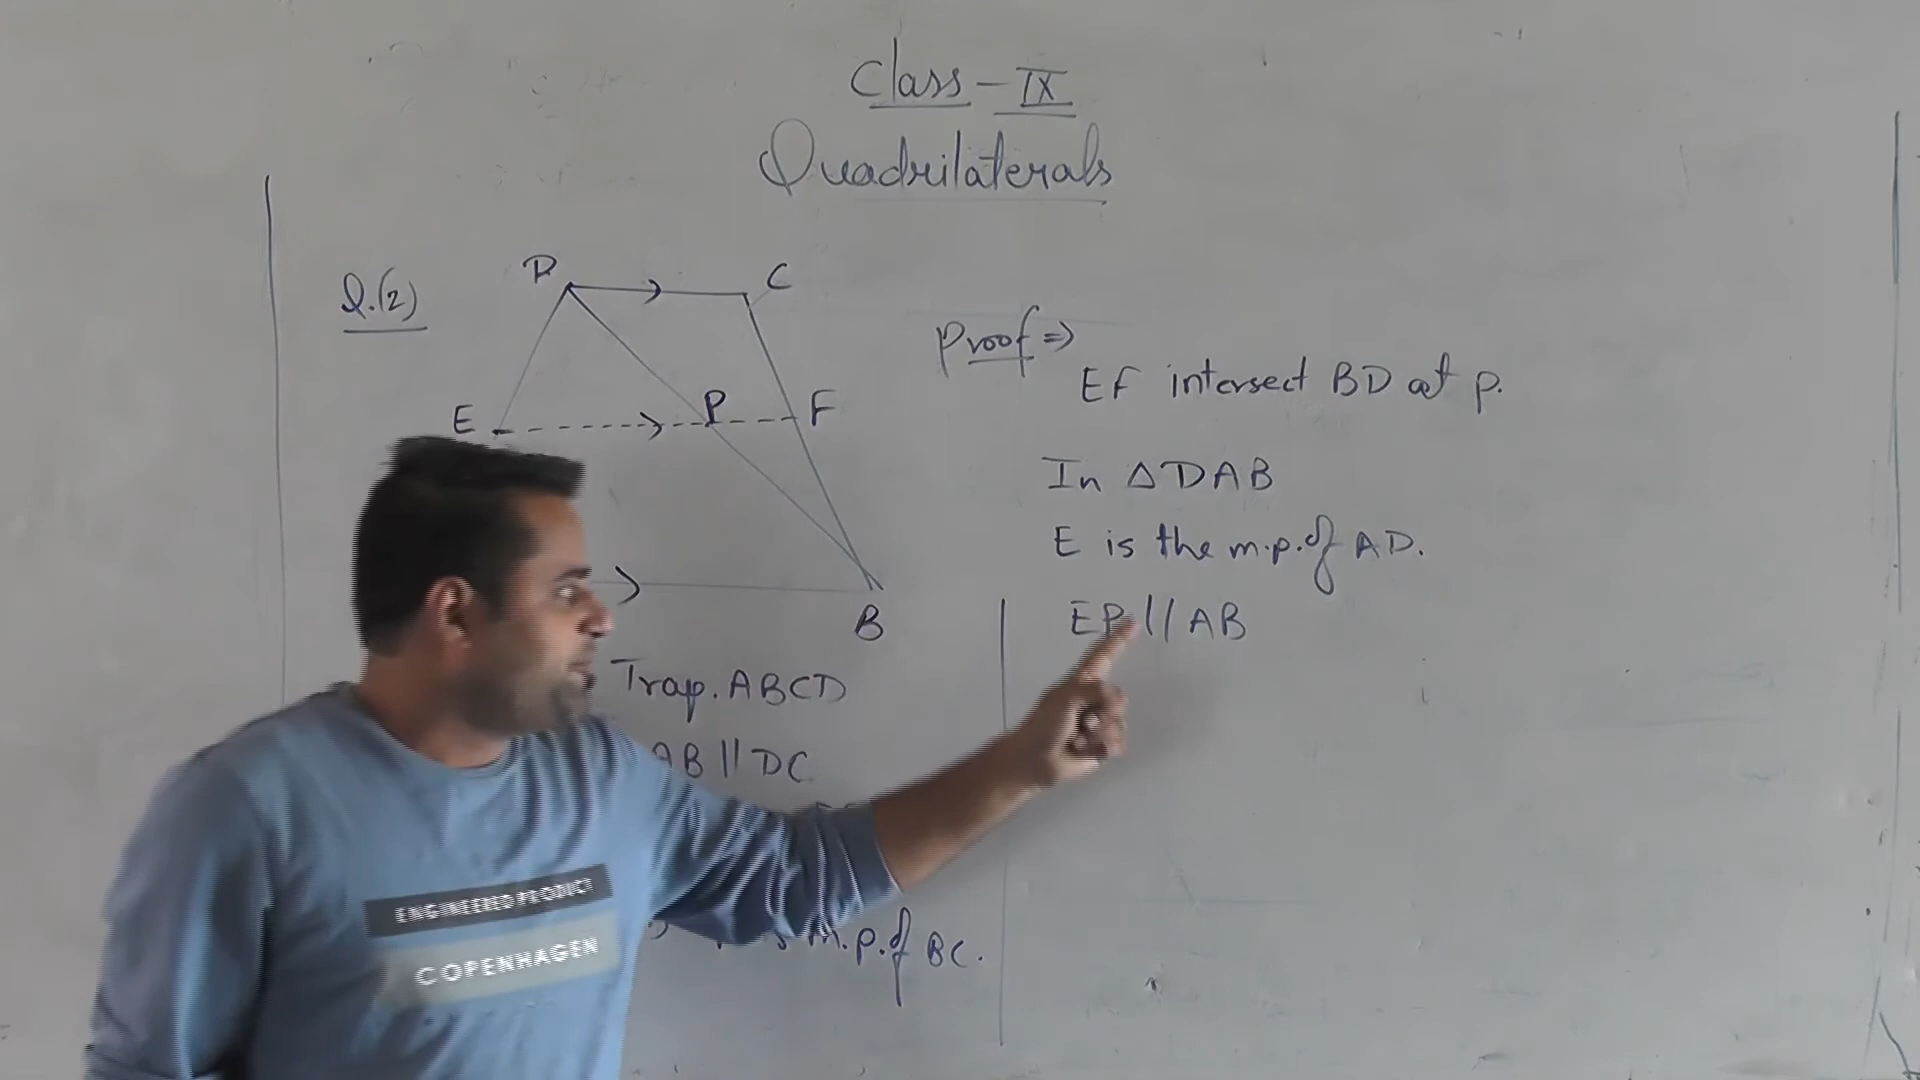 Class - IX
Quadrilaterals
Q.(2)
D
C
E
P
F
B
Trap. ABCD
AB || DC
m.p. of BC.
Proof ⇒
EF intersect BD at P.
In △DAB
E is the m.p. of AD.
EP || AB
ENGINEERED PRODUCT
COPENHAGEN